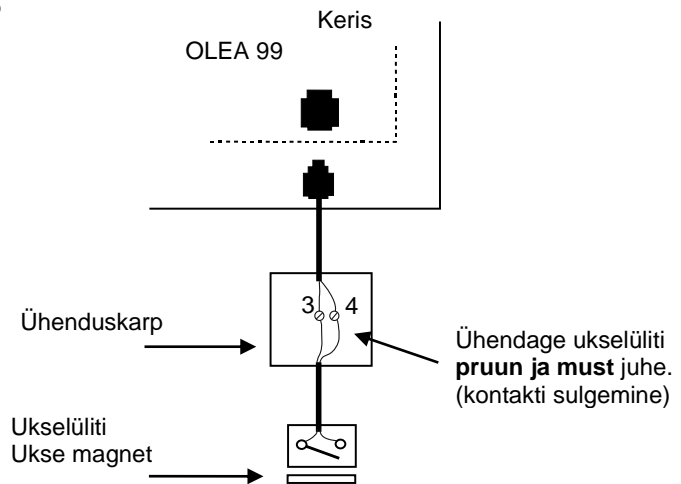 Keris
OLEA 99
3 4
Ühenduskarp
Ühendage ukselüliti
pruun ja must juhe.
(kontakti sulgemine)
Ukselüliti
Ukse magnet